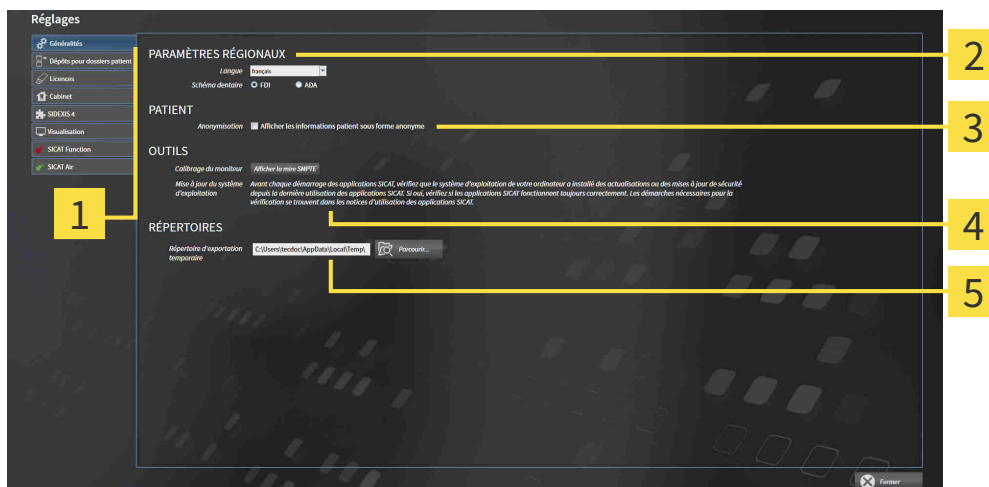 Réglages
Généralités
Dépôts pour dossiers patient
Licences
Cabinet
SIDEXIS 4
Visualisation
SICAT Function
SICAT Air
1
PARAMÈTRES RÉGIONAUX
Langue français
Schéma dentaire FDI ADA
2
PATIENT
Anonymisation Afficher les informations patient sous forme anonyme
3
OUTILS
Calibrage du moniteur Afficher la mire SMPTE
Mise à jour du système d'exploitation
Avant chaque démarrage des applications SICAT, vérifiez que le système d'exploitation de votre ordinateur a installé des actualisations ou des mises à jour de sécurité
depuis la dernière utilisation des applications SICAT. Si oui, vérifiez si les applications SICAT fonctionnent toujours correctement. Les démarches nécessaires pour la
vérification se trouvent dans les notices d'utilisation des applications SICAT.
4
RÉPERTOIRES
Répertoire d'exportation
temporaire
C:\Users\tecdoc\AppData\Local\Temp\ Parcourir...
5
Fermer